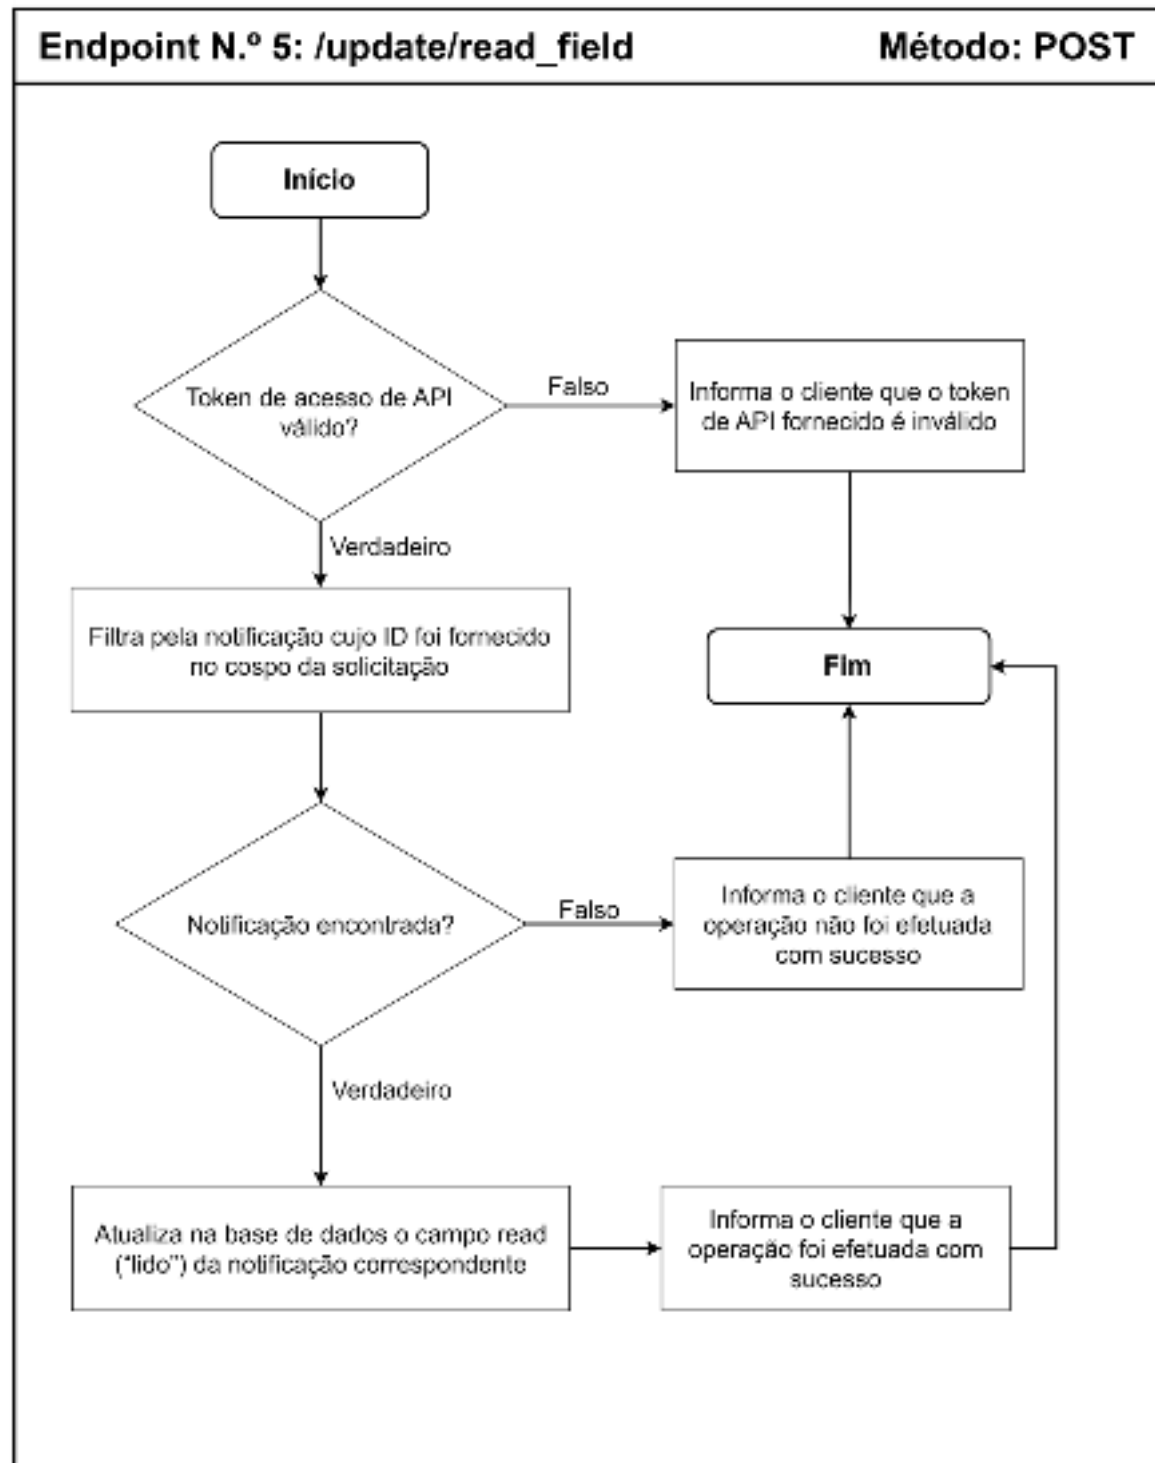 Endpoint N.º 5: /update/read_field Método: POST
Início
Token de acesso de API
válido?
Falso
Informa o cliente que o token
de API fornecido é inválido
Verdadeiro
Filtra pela notificação cujo ID foi fornecido
no cospo da solicitação
Fim
Notificação encontrada?
Falso
Informa o cliente que a
operação não foi efetuada
com sucesso
Verdadeiro
Atualiza na base de dados o campo read
(“lido”) da notificação correspondente
Informa o cliente que a
operação foi efetuada com
sucesso